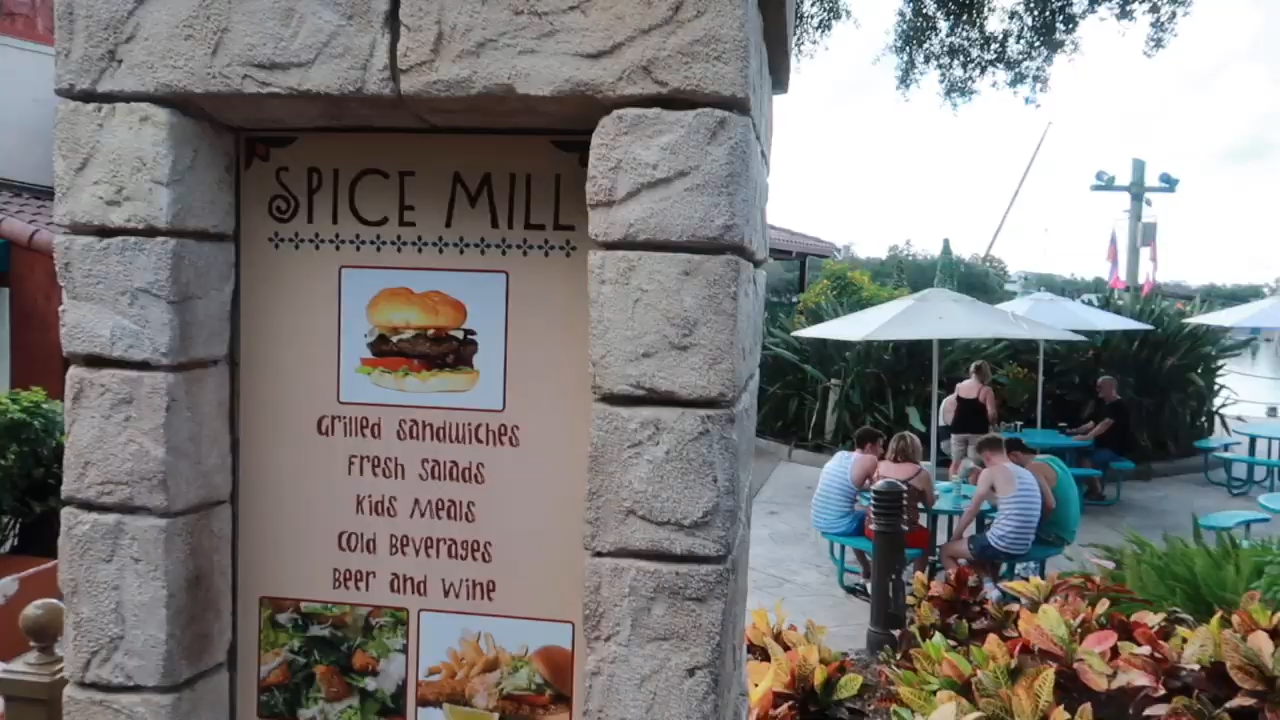 SPICE MILL
Grilled Sandwiches
Fresh Salads
Kids Meals
Cold Beverages
Beer and Wine